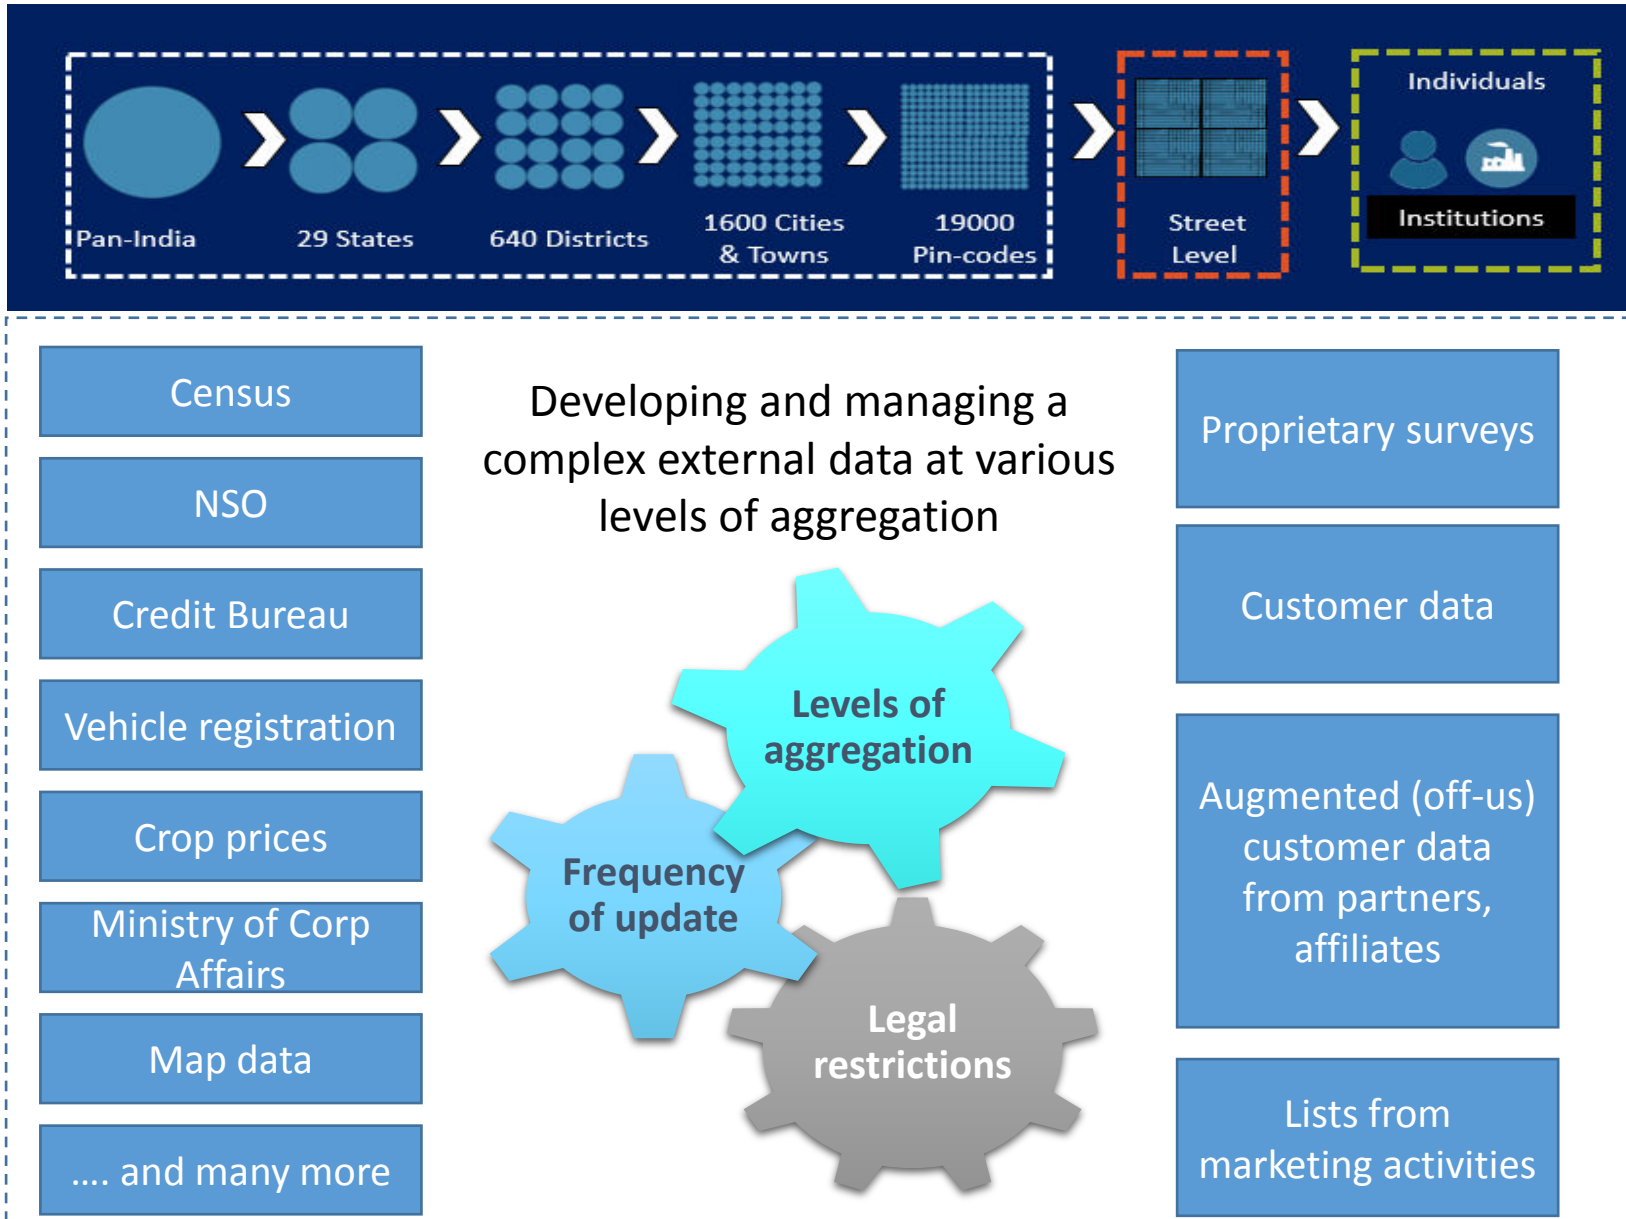 Pan-India
29 States
640 Districts
1600 Cities
& Towns
19000
Pin-codes
Street
Level
Individuals
Institutions
Census
NSO
Credit Bureau
Vehicle registration
Crop prices
Ministry of Corp
Affairs
Map data
.... and many more
Developing and managing a
complex external data at various
levels of aggregation
Levels of
aggregation
Frequency
of update
Legal
restrictions
Proprietary surveys
Customer data
Augmented (off-us)
customer data
from partners,
affiliates
Lists from
marketing activities